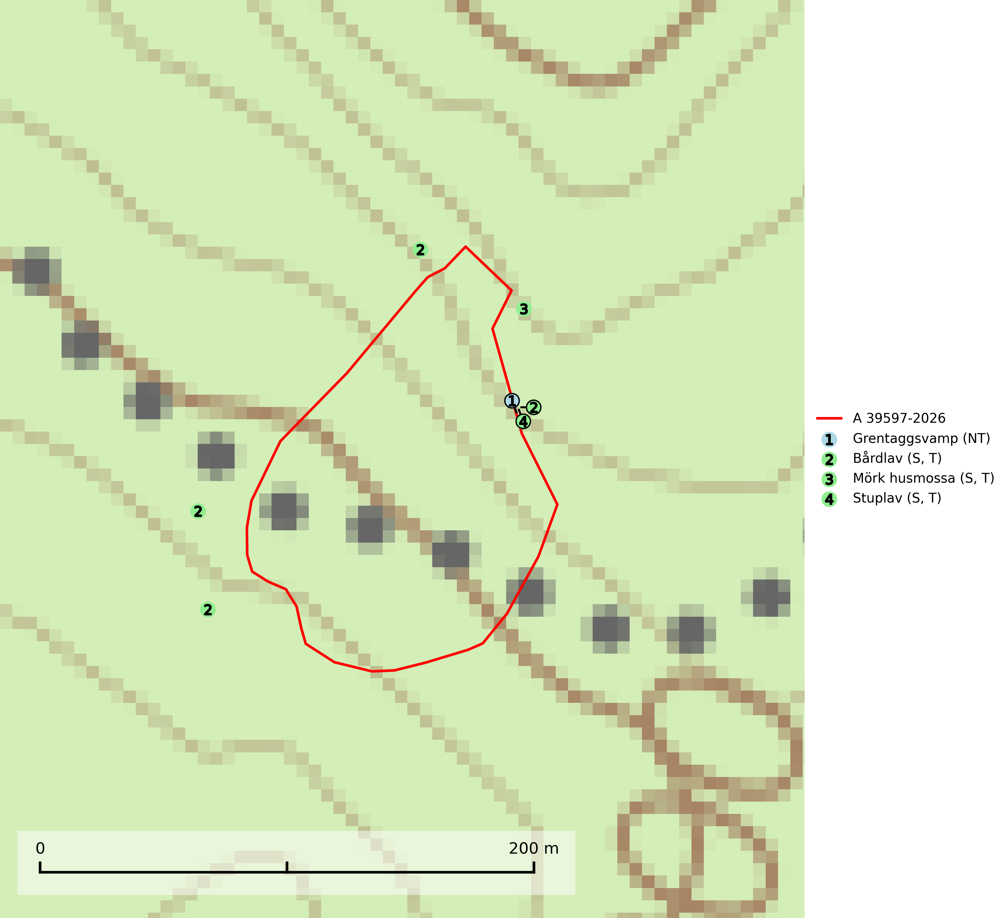 2
3
1
2
4
2
2
A 39597-2026
1 Grentaggsvamp (NT)
2 Bårdlav (S, T)
3 Mörk husmossa (S, T)
4 Stuplav (S, T)
0 200 m